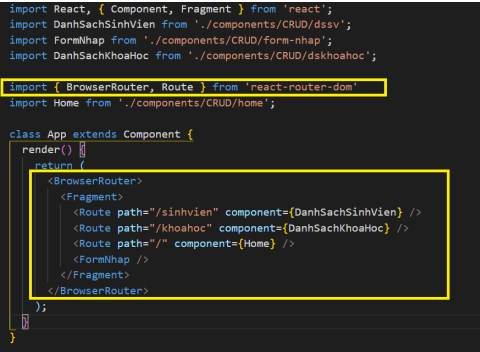 import React, { Component, Fragment } from 'react';
import DanhSachSinhVien from './components/CRUD/dssv';
import FormNhap from './components/CRUD/form-nhap';
import DanhSachKhoaHoc from './components/CRUD/dskhoahoc';
import { BrowserRouter, Route } from 'react-router-dom'
import Home from './components/CRUD/home';
class App extends Component {
render() {
return (
<BrowserRouter>
<Fragment>
<Route path="/sinhvien" component={DanhSachSinhVien} />
<Route path="/khoahoc" component={DanhSachKhoaHoc} />
<Route path="/" component={Home} />
<FormNhap />
</Fragment>
</BrowserRouter>
);
}
}